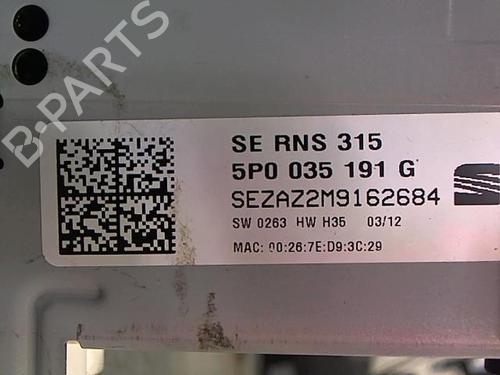 SE RNS 315
5P0 035 191 G
SEZAZ2M9162684
SW 0263 HW H35 03/12
MAC: 00:26:7E:D9:3C:29
B-PARTS